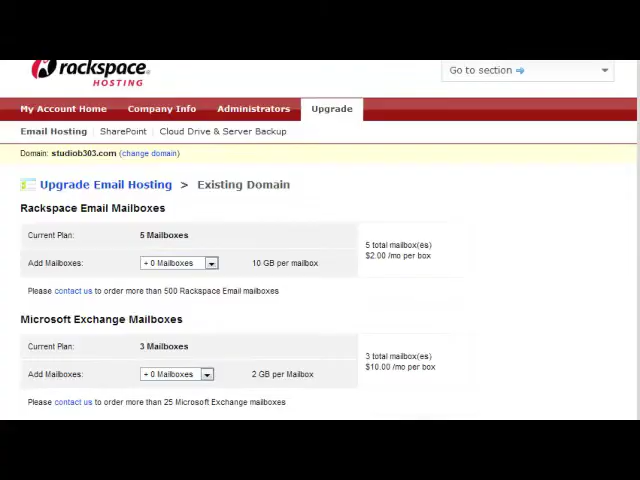 rackspace
HOSTING
Go to section
My Account Home Company Info Administrators Upgrade
Email Hosting | SharePoint | Cloud Drive & Server Backup
Domain: studiob303.com (change domain)
Upgrade Email Hosting > Existing Domain
Rackspace Email Mailboxes
Current Plan: 5 Mailboxes
Add Mailboxes: + 0 Mailboxes 10 GB per mailbox
5 total mailbox(es)
$2.00 /mo per box
Please contact us to order more than 500 Rackspace Email mailboxes
Microsoft Exchange Mailboxes
Current Plan: 3 Mailboxes
Add Mailboxes: + 0 Mailboxes 2 GB per Mailbox
3 total mailbox(es)
$10.00 /mo per box
Please contact us to order more than 25 Microsoft Exchange mailboxes